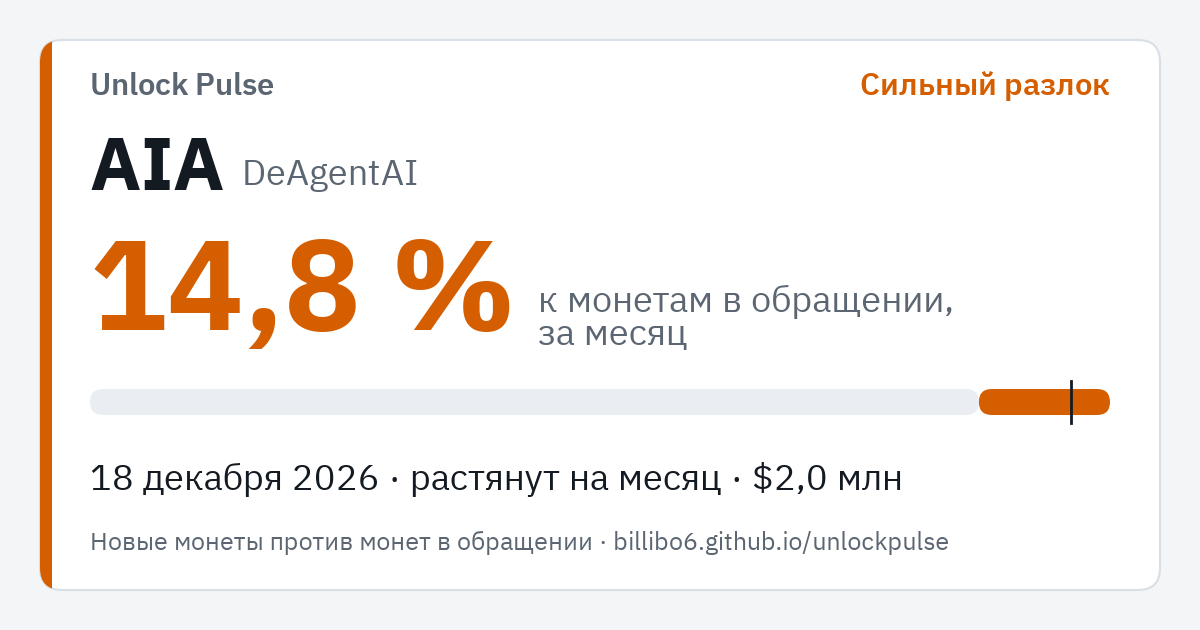 Unlock Pulse
Сильный разлок
AIA DeAgentAI
14,8 % к монетам в обращении,
за месяц
18 декабря 2026 · растянут на месяц · $2,0 млн
Новые монеты против монет в обращении · billibo6.github.io/unlockpulse